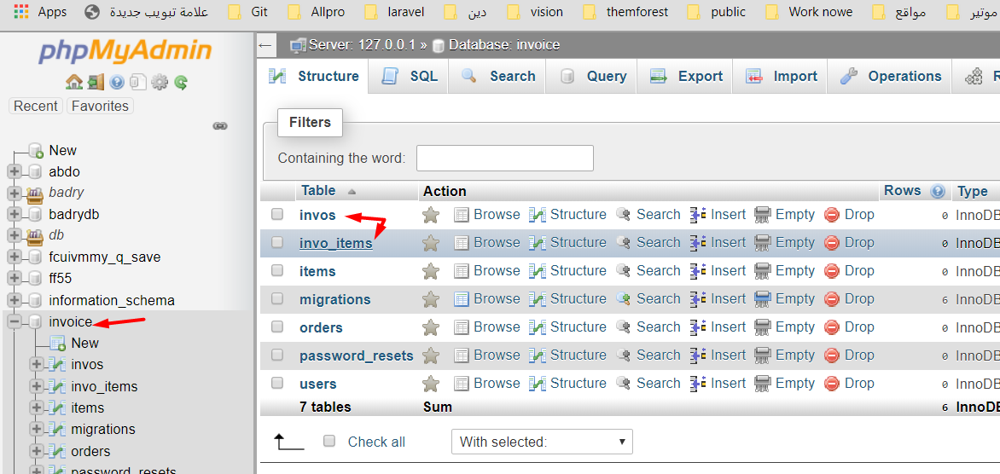 Apps علامة تبويب جديدة Git Allpro laravel دين vision themforest public Work nowe مواقع موتير
phpMyAdmin
Recent Favorites
New
abdo
badry
badrydb
db
fcuivmmy_q_save
ff55
information_schema
invoice
New
invos
invo_items
items
migrations
orders
password_resets
Server: 127.0.0.1 » Database: invoice
Structure SQL Search Query Export Import Operations R
Filters
Containing the word:
Table Action Rows Type
invos Browse Structure Search Insert Empty Drop 0 InnoDB
invo_items Browse Structure Search Insert Empty Drop 0 InnoDB
items Browse Structure Search Insert Empty Drop 0 InnoDB
migrations Browse Structure Search Insert Empty Drop 6 InnoDB
orders Browse Structure Search Insert Empty Drop 0 InnoDB
password_resets Browse Structure Search Insert Empty Drop 0 InnoDB
users Browse Structure Search Insert Empty Drop 0 InnoDB
7 tables Sum 6 InnoDB
Check all With selected: